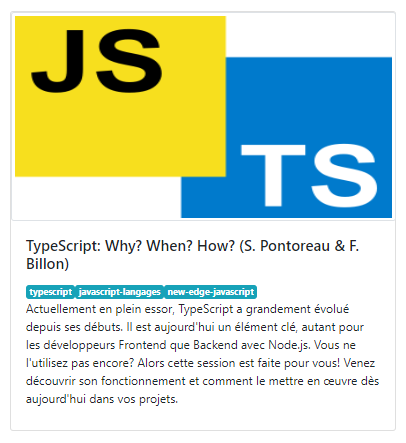 JS
TS
TypeScript: Why? When? How? (S. Pontoreau & F.
Billon)
typescript javascript-langages new-edge-javascript
Actuellement en plein essor, TypeScript a grandement évolué
depuis ses débuts. Il est aujourd'hui un élément clé, autant pour
les développeurs Frontend que Backend avec Node.js. Vous ne
l'utilisez pas encore? Alors cette session est faite pour vous! Venez
découvrir son fonctionnement et comment le mettre en œuvre dès
aujourd'hui dans vos projets.